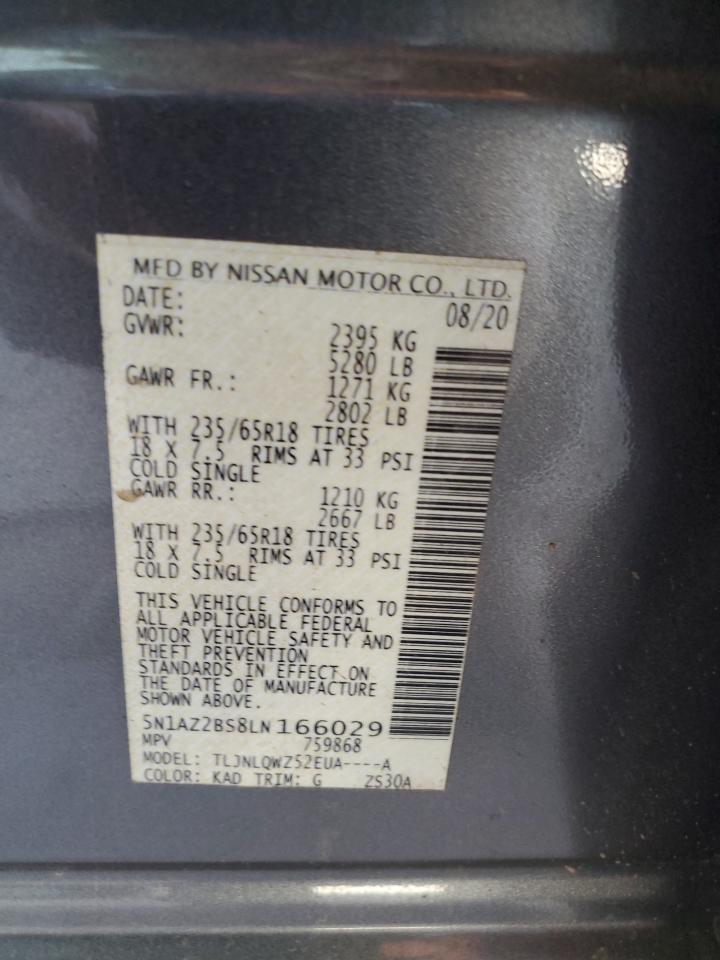 MFD BY NISSAN MOTOR CO., LTD.
DATE: 08/20
GVWR: 2395 KG
5280 LB
GAWR FR.: 1271 KG
2802 LB
WITH 235/65R18 TIRES
18 X 7.5 RIMS AT 33 PSI
COLD SINGLE
GAWR RR.: 1210 KG
2667 LB
WITH 235/65R18 TIRES
18 X 7.5 RIMS AT 33 PSI
COLD SINGLE
THIS VEHICLE CONFORMS TO
ALL APPLICABLE FEDERAL
MOTOR VEHICLE SAFETY AND
THEFT PREVENTION
STANDARDS IN EFFECT ON
THE DATE OF MANUFACTURE
SHOWN ABOVE.
5N1AZ2BS8LN166029
MPV 759868
MODEL: TLJNLQWZ52EUA----A
COLOR: KAD TRIM: G ZS30A